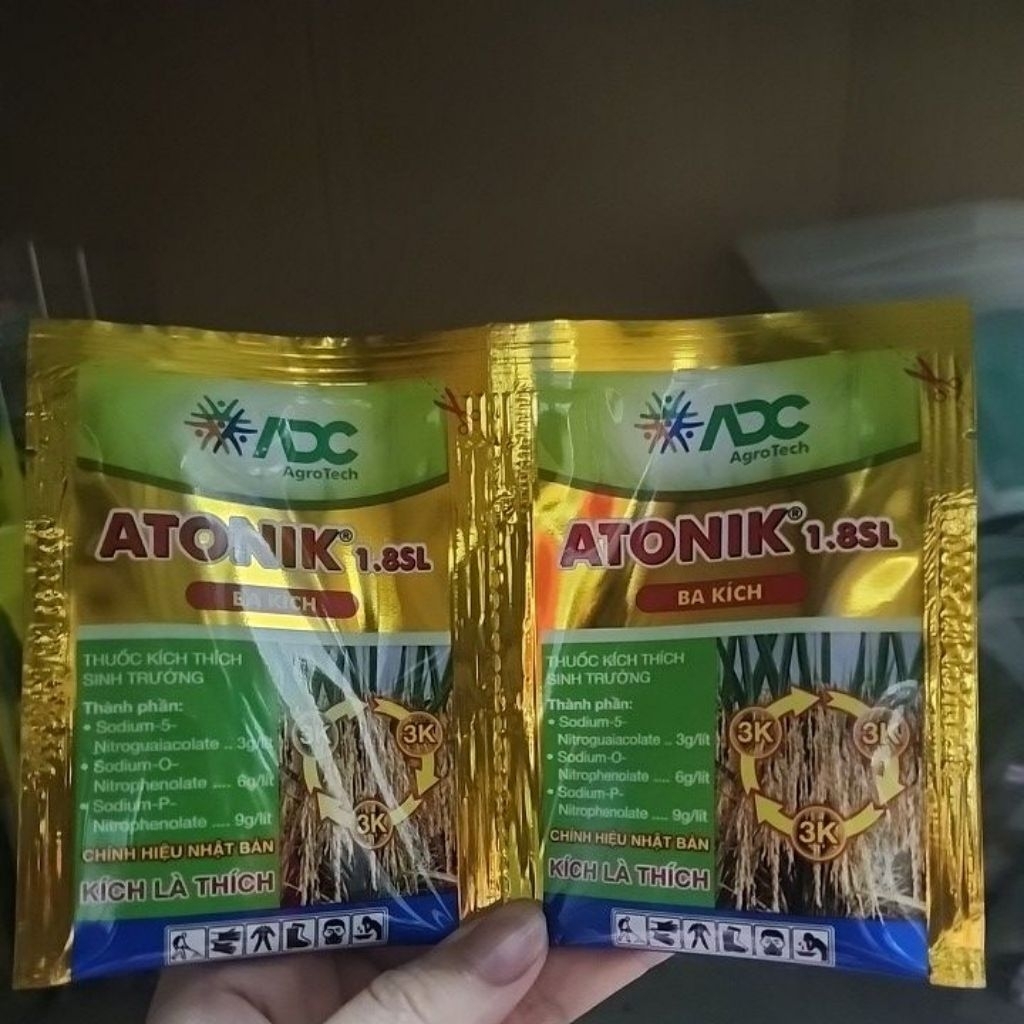 ADC
AgroTech
ATONIK® 1.8SL
BA KÍCH
THUỐC KÍCH THÍCH
SINH TRƯỞNG
Thành phần:
• Sodium-5-
Nitroguaiacolate .. 3g/lít
• Sodium-O-
Nitrophenolate .... 6g/lít
• Sodium-P-
Nitrophenolate .... 9g/lít
CHÍNH HIỆU NHẬT BẢN
KÍCH LÀ THÍCH
3K
3K
3K
ADC
AgroTech
ATONIK® 1.8SL
BA KÍCH
THUỐC KÍCH THÍCH
SINH TRƯỞNG
Thành phần:
• Sodium-5-
Nitroguaiacolate .. 3g/lít
• Sodium-O-
Nitrophenolate .... 6g/lít
• Sodium-P-
Nitrophenolate .... 9g/lít
CHÍNH HIỆU NHẬT BẢN
KÍCH LÀ THÍCH
3K
3K
3K